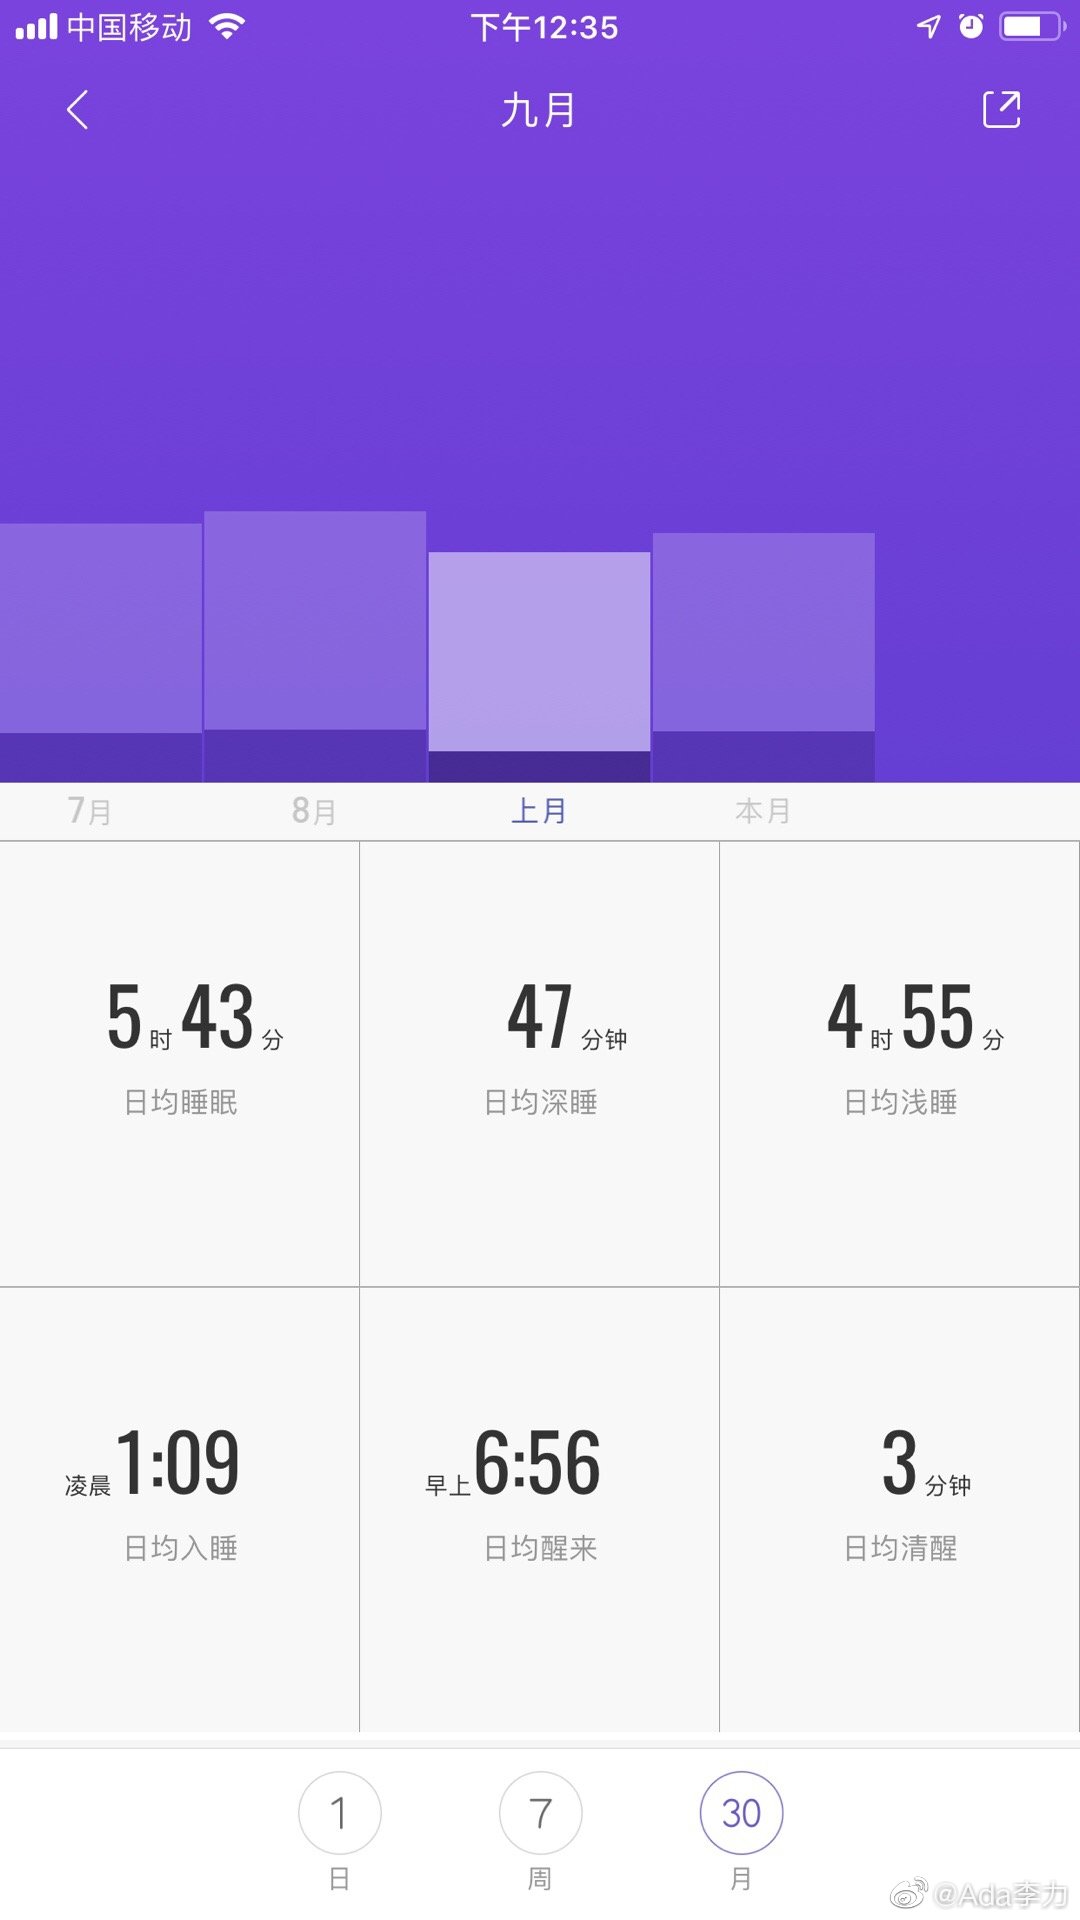 中国移动 下午12:35
九月
7月 8月 上月 本月
5时43分 47分钟 4时55分
日均睡眠 日均深睡 日均浅睡
凌晨1:09 早上6:56 3分钟
日均入睡 日均醒来 日均清醒
1 7 30
日 周 月
@Ada李力